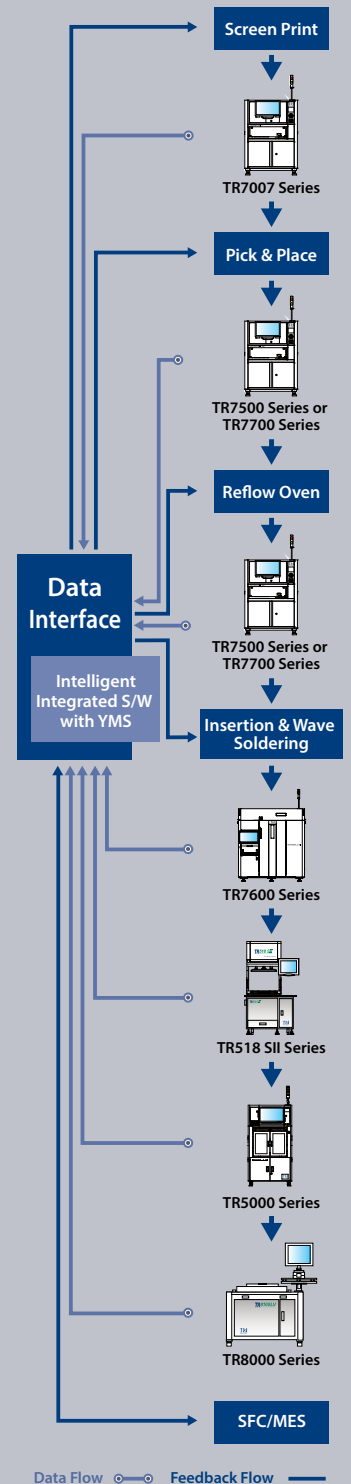 Screen Print
TR7007 Series
Pick & Place
TR7500 Series or
TR7700 Series
Reflow Oven
Data
Interface
Intelligent
Integrated S/W
with YMS
TR7500 Series or
TR7700 Series
Insertion & Wave
Soldering
TR7600 Series
TR518 SII Series
TR5000 Series
TRI
TR8000 Series
SFC/MES
Data Flow
Feedback Flow